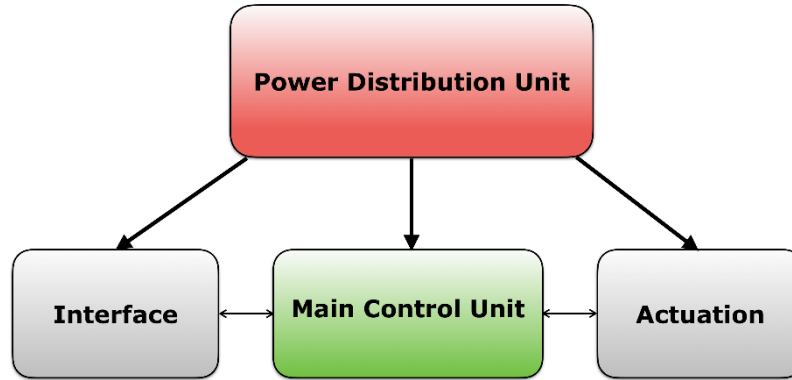 Power Distribution Unit
Interface
Main Control Unit
Actuation